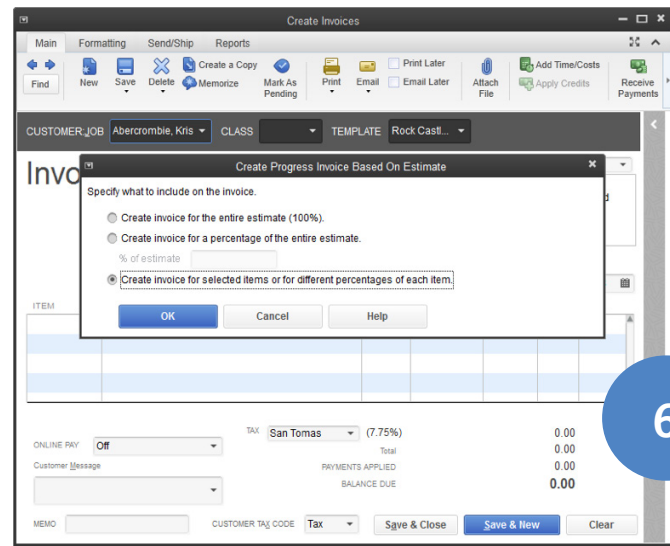 Create Invoices
Main Formatting Send/Ship Reports
Find New Save Delete Create a Copy Memorize Mark As Pending Print Email Print Later Email Later Attach File Add Time/Costs Apply Credits Receive Payments
CUSTOMER:JOB Abercrombie, Kris CLASS TEMPLATE Rock Castl...
Invo
Create Progress Invoice Based On Estimate
Specify what to include on the invoice.
Create invoice for the entire estimate (100%).
Create invoice for a percentage of the entire estimate.
% of estimate
Create invoice for selected items or for different percentages of each item.
OK Cancel Help
ITEM
6
TAX San Tomas (7.75%) 0.00
ONLINE PAY Off Total 0.00
Customer Message PAYMENTS APPLIED 0.00
BALANCE DUE 0.00
MEMO CUSTOMER TAX CODE Tax Save & Close Save & New Clear